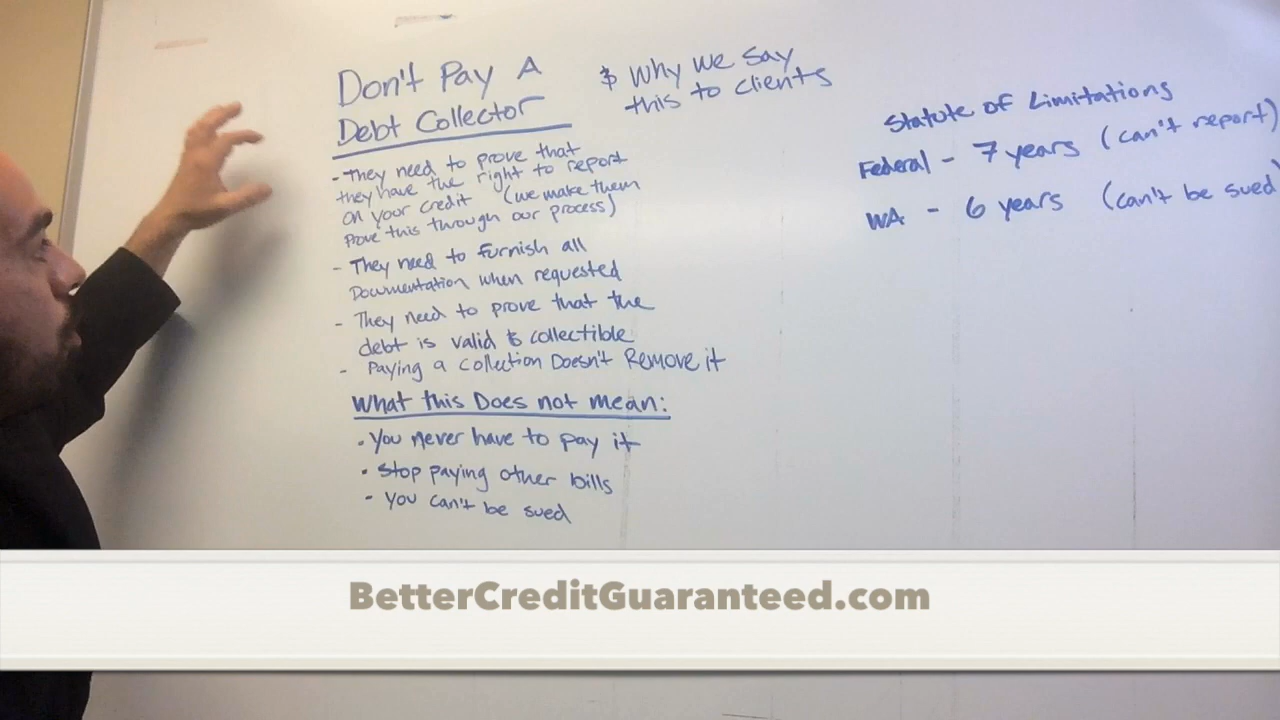 Don't Pay A
Debt Collector
- They need to prove that
they have the right to report
on your credit (we make them
Prove this through our process)
- They need to furnish all
Documentation when requested
- They need to prove that the
debt is valid & collectible
- Paying a collection Doesn't Remove it
What this Does not mean:
• You never have to pay it
• Stop paying other bills
- You can't be sued
& Why we say
this to clients
Statute of Limitations
Federal - 7 years (can't report)
WA - 6 years (can't be sued)
BetterCreditGuaranteed.com